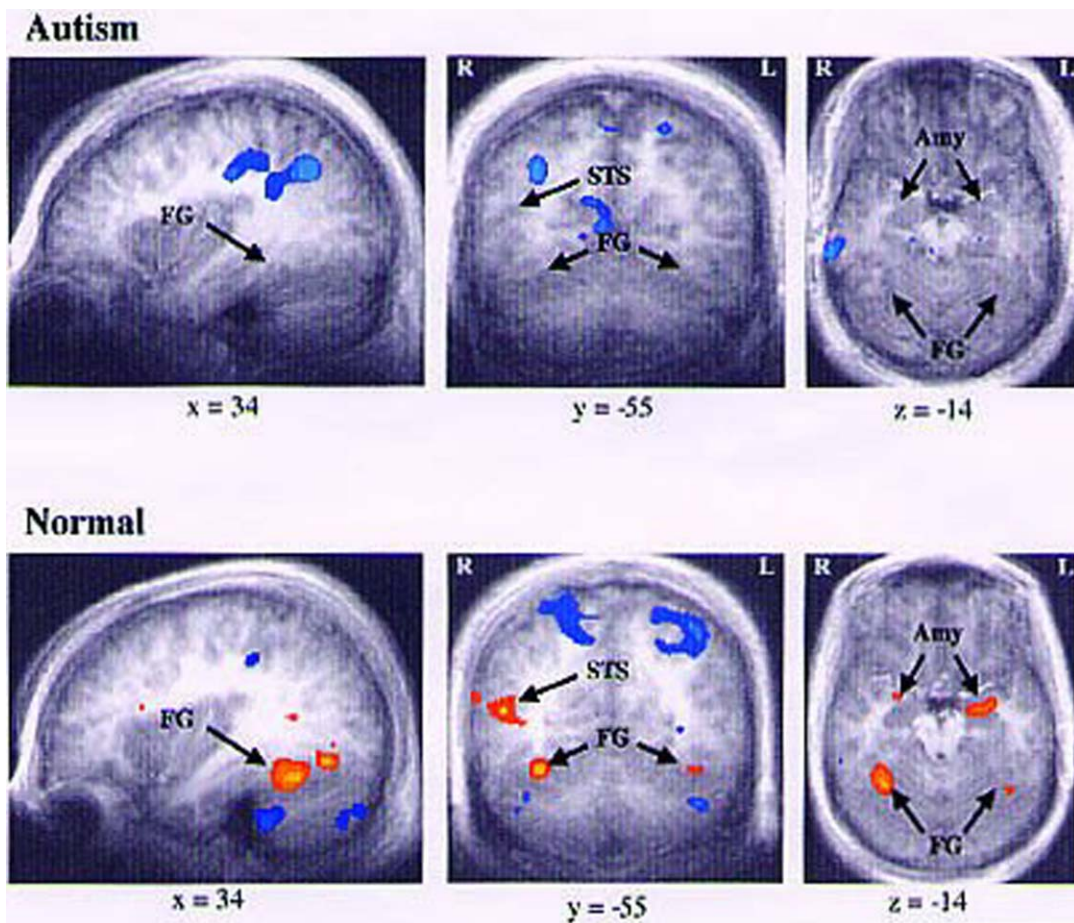 Autism
R L R L
Amy
STS
FG
FG
FG
x = 34 y = -55 z = -14
Normal
R L R L
Amy
STS
FG
FG
FG
x = 34 y = -55 z = -14